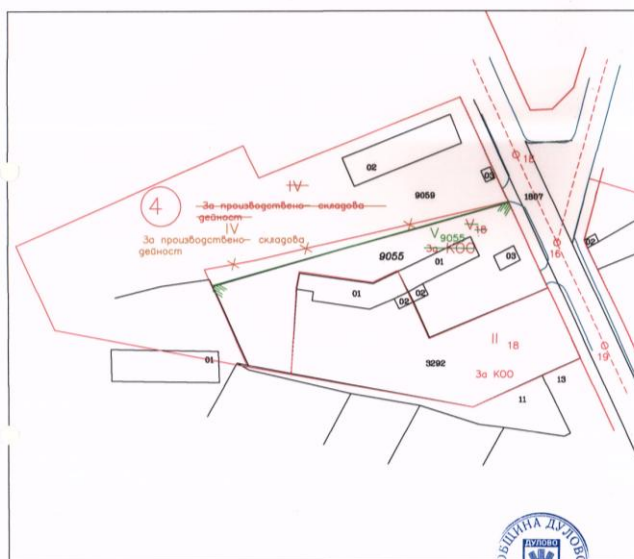 02
03
18
IV
4
За производствено- складова
дейност
9059
1807
IV
За производствено- складова
дейност
V 9055
V 18
За КОО
9055
01
03
16
02
01
02
02
19
II 18
01
3292
За КОО
13
11
ОБЩИНА ДУЛОВО
ДУЛОВО